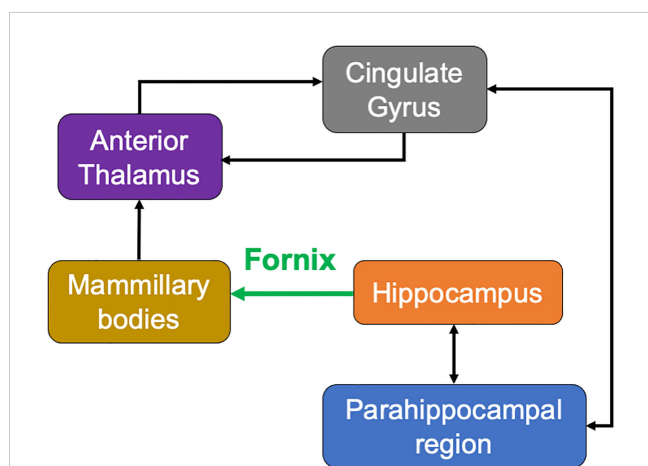 Cingulate
Gyrus
Anterior
Thalamus
Fornix
Mammillary
bodies
Hippocampus
Parahippocampal
region